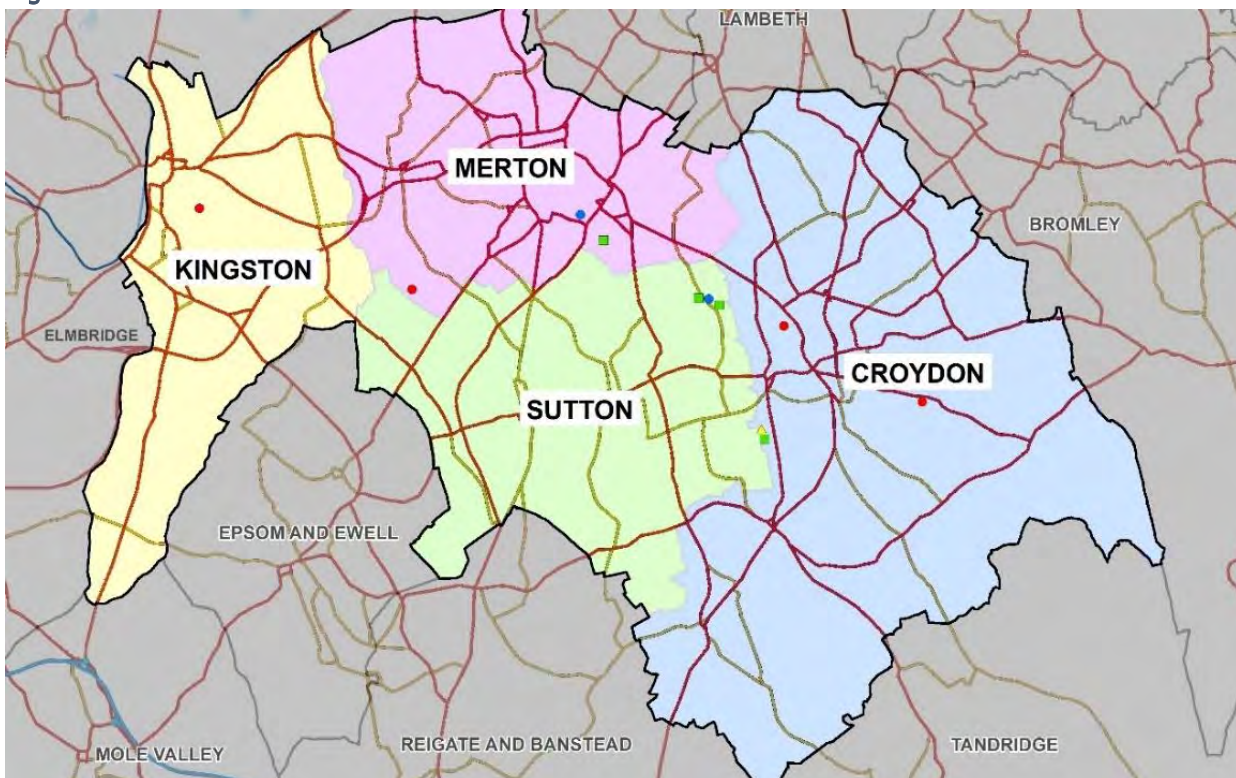 LAMBETH
MERTON
BROMLEY
KINGSTON
ELMBRIDGE
CROYDON
SUTTON
EPSOM AND EWELL
MOLE VALLEY
REIGATE AND BANSTEAD
TANDRIDGE